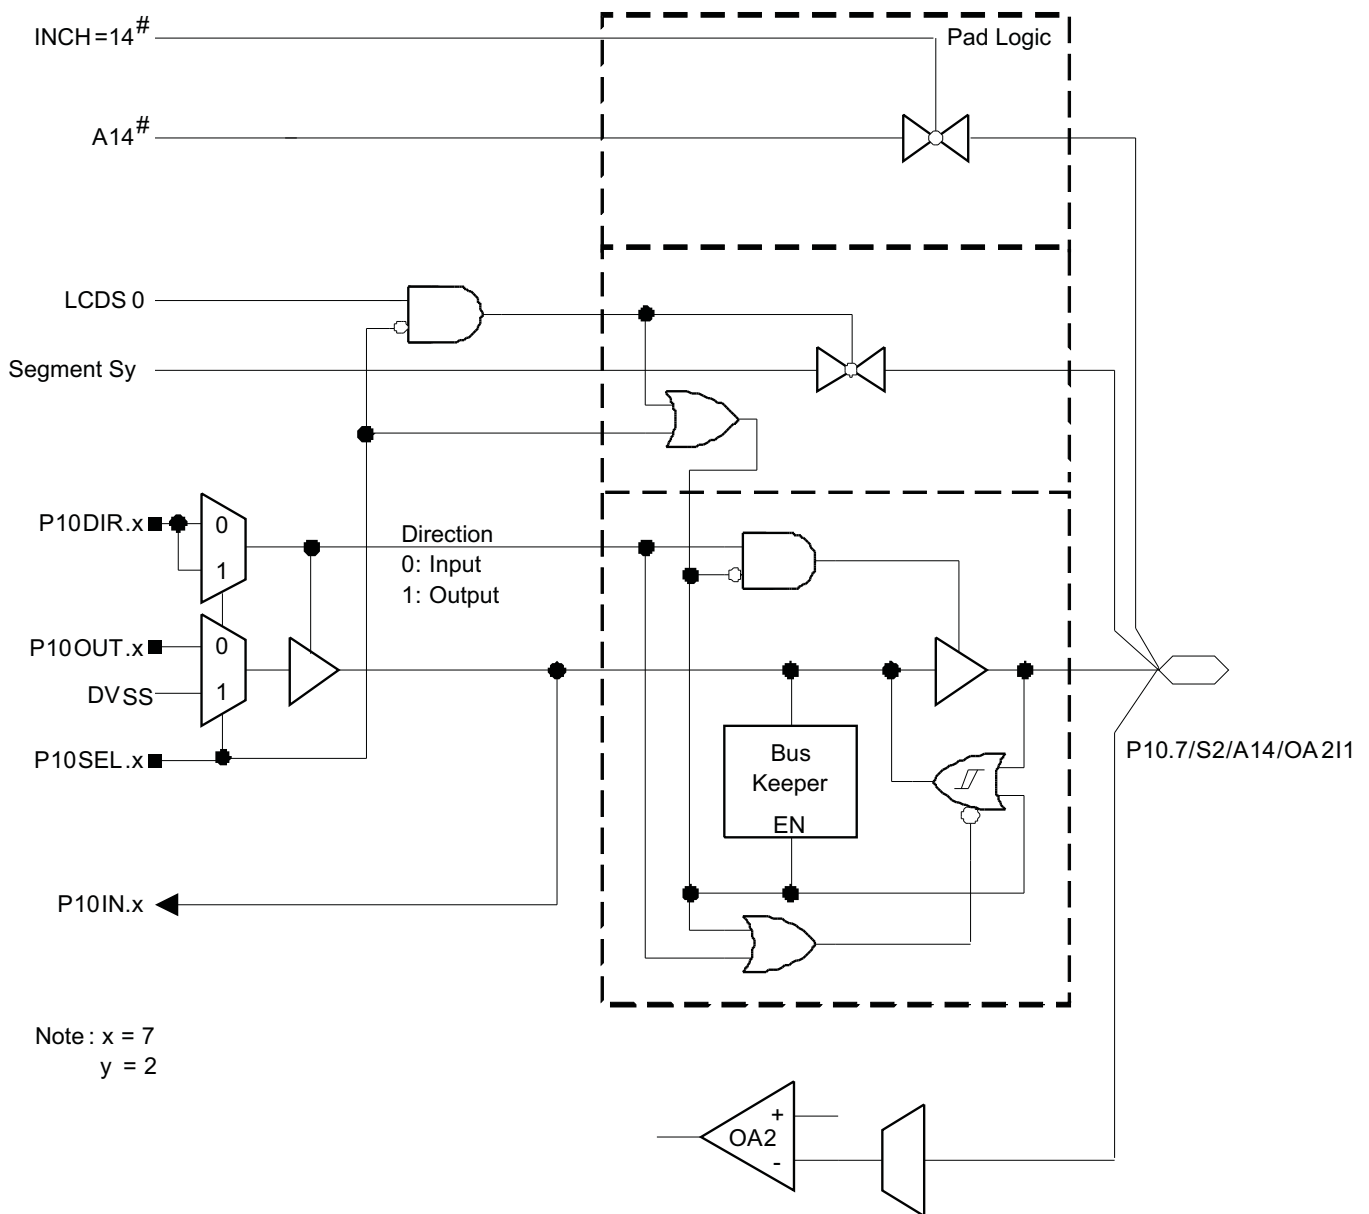 INCH=14#
Pad Logic
A14#
LCDS0
Segment Sy
P10DIR.x
0
1
Direction
0: Input
1: Output
P10OUT.x
0
DVSS
1
P10SEL.x
Bus
Keeper
EN
P10.7/S2/A14/OA2I1
P10IN.x
Note: x = 7
y = 2
+
OA2
-